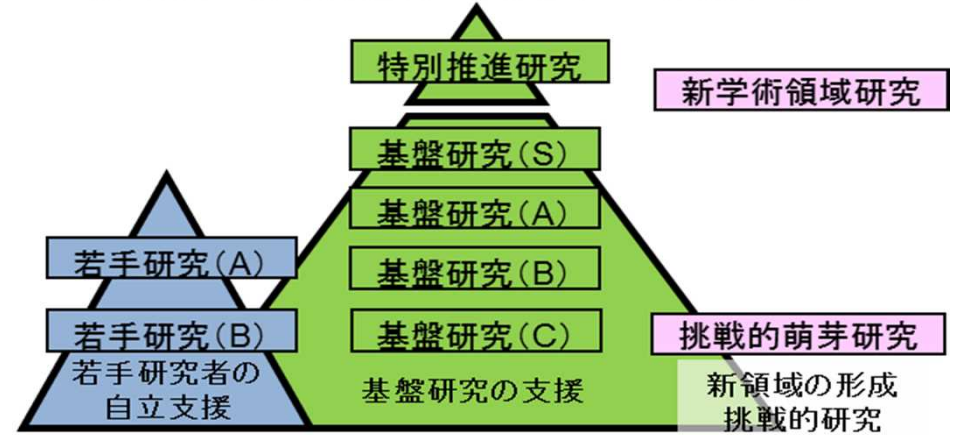 特別推進研究
新学術領域研究
基盤研究(S)
基盤研究(A)
若手研究(A)
基盤研究(B)
若手研究(B)
基盤研究(C)
挑戦的萌芽研究
若手研究者の
自立支援
基盤研究の支援
新領域の形成
挑戦的研究